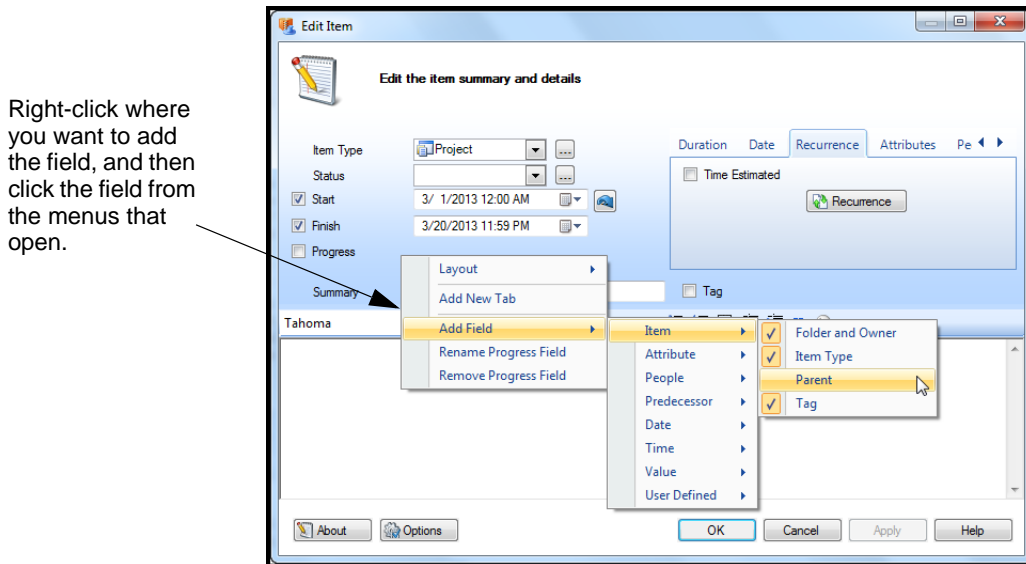 Right-click where
you want to add
the field, and then
click the field from
the menus that
open.
Edit Item
Edit the item summary and details
Item Type
Project
...
Status
...
Start
3/ 1/2013 12:00 AM
Finish
3/20/2013 11:59 PM
Progress
Summary
Duration Date Recurrence Attributes Pe
Time Estimated
Recurrence
Tag
Tahoma
Layout
Add New Tab
Add Field
Rename Progress Field
Remove Progress Field
Item
Attribute
People
Predecessor
Date
Time
Value
User Defined
Folder and Owner
Item Type
Parent
Tag
About
Options
OK
Cancel
Apply
Help